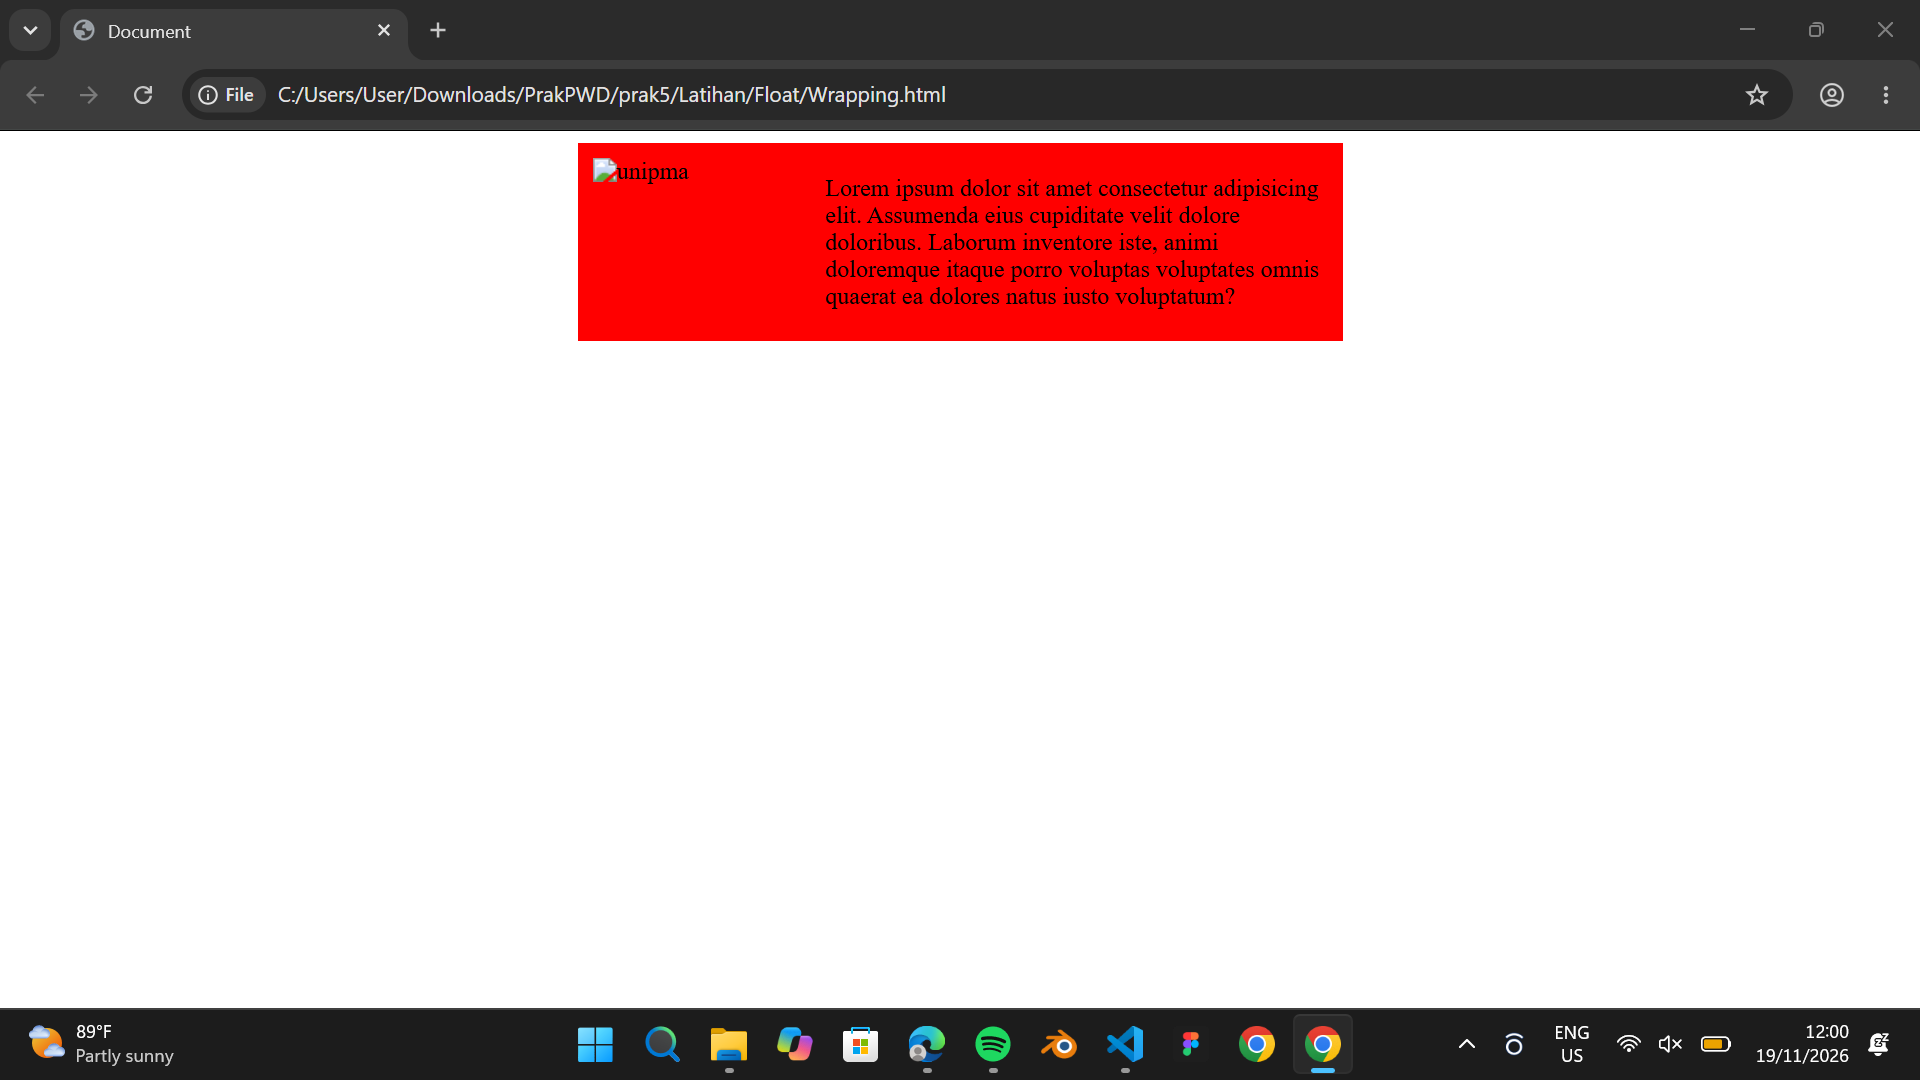 Document
File
C:/Users/User/Downloads/PrakPWD/prak5/Latihan/Float/Wrapping.html
unipma
Lorem ipsum dolor sit amet consectetur adipisicing
elit. Assumenda eius cupiditate velit dolore
doloribus. Laborum inventore iste, animi
doloremque itaque porro voluptas voluptates omnis
quaerat ea dolores natus iusto voluptatum?
89°F
Partly sunny
ENG
US
12:00
19/11/2026